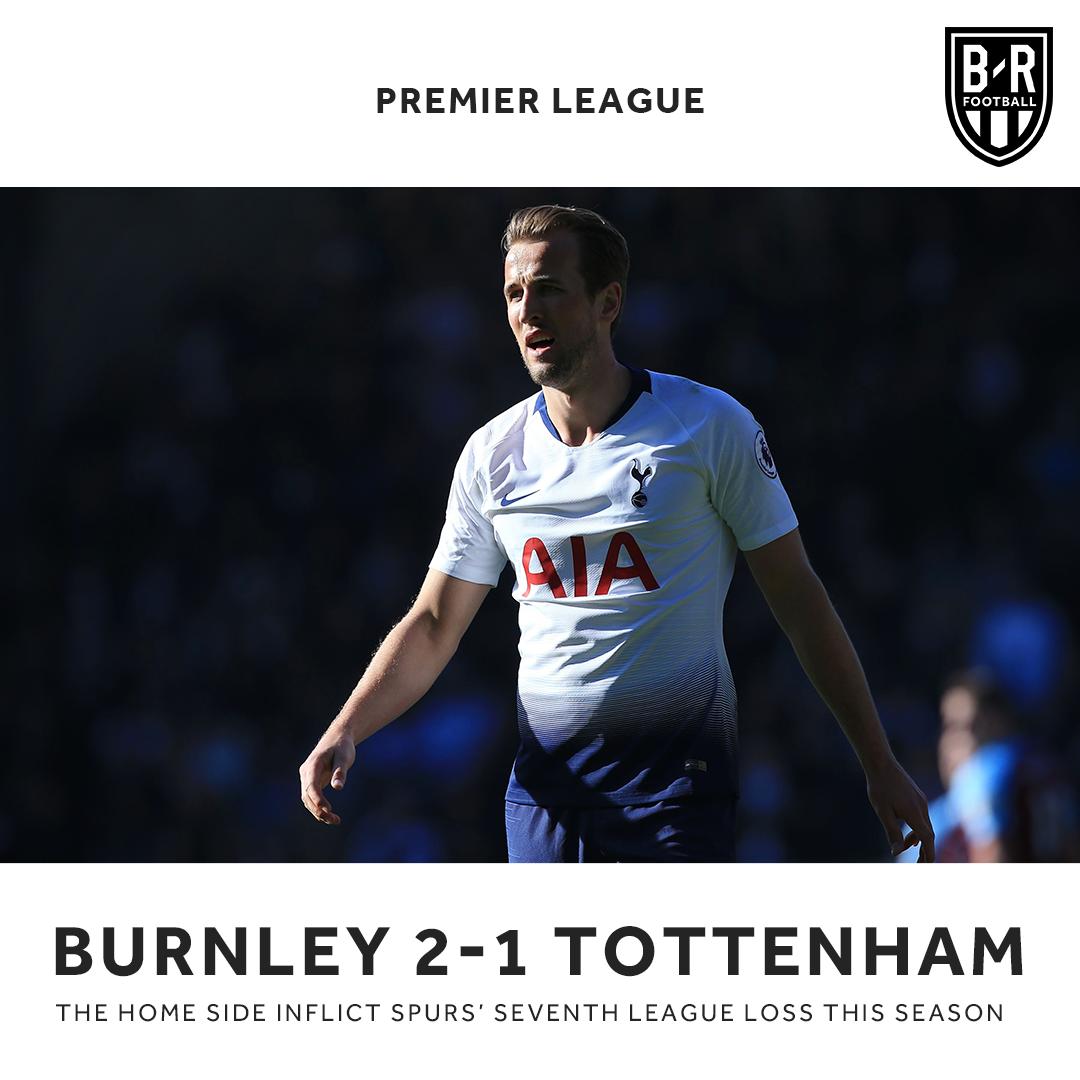 PREMIER LEAGUE
B-R
FOOTBALL
AIA
BURNLEY 2-1 TOTTENHAM
THE HOME SIDE INFLICT SPURS' SEVENTH LEAGUE LOSS THIS SEASON